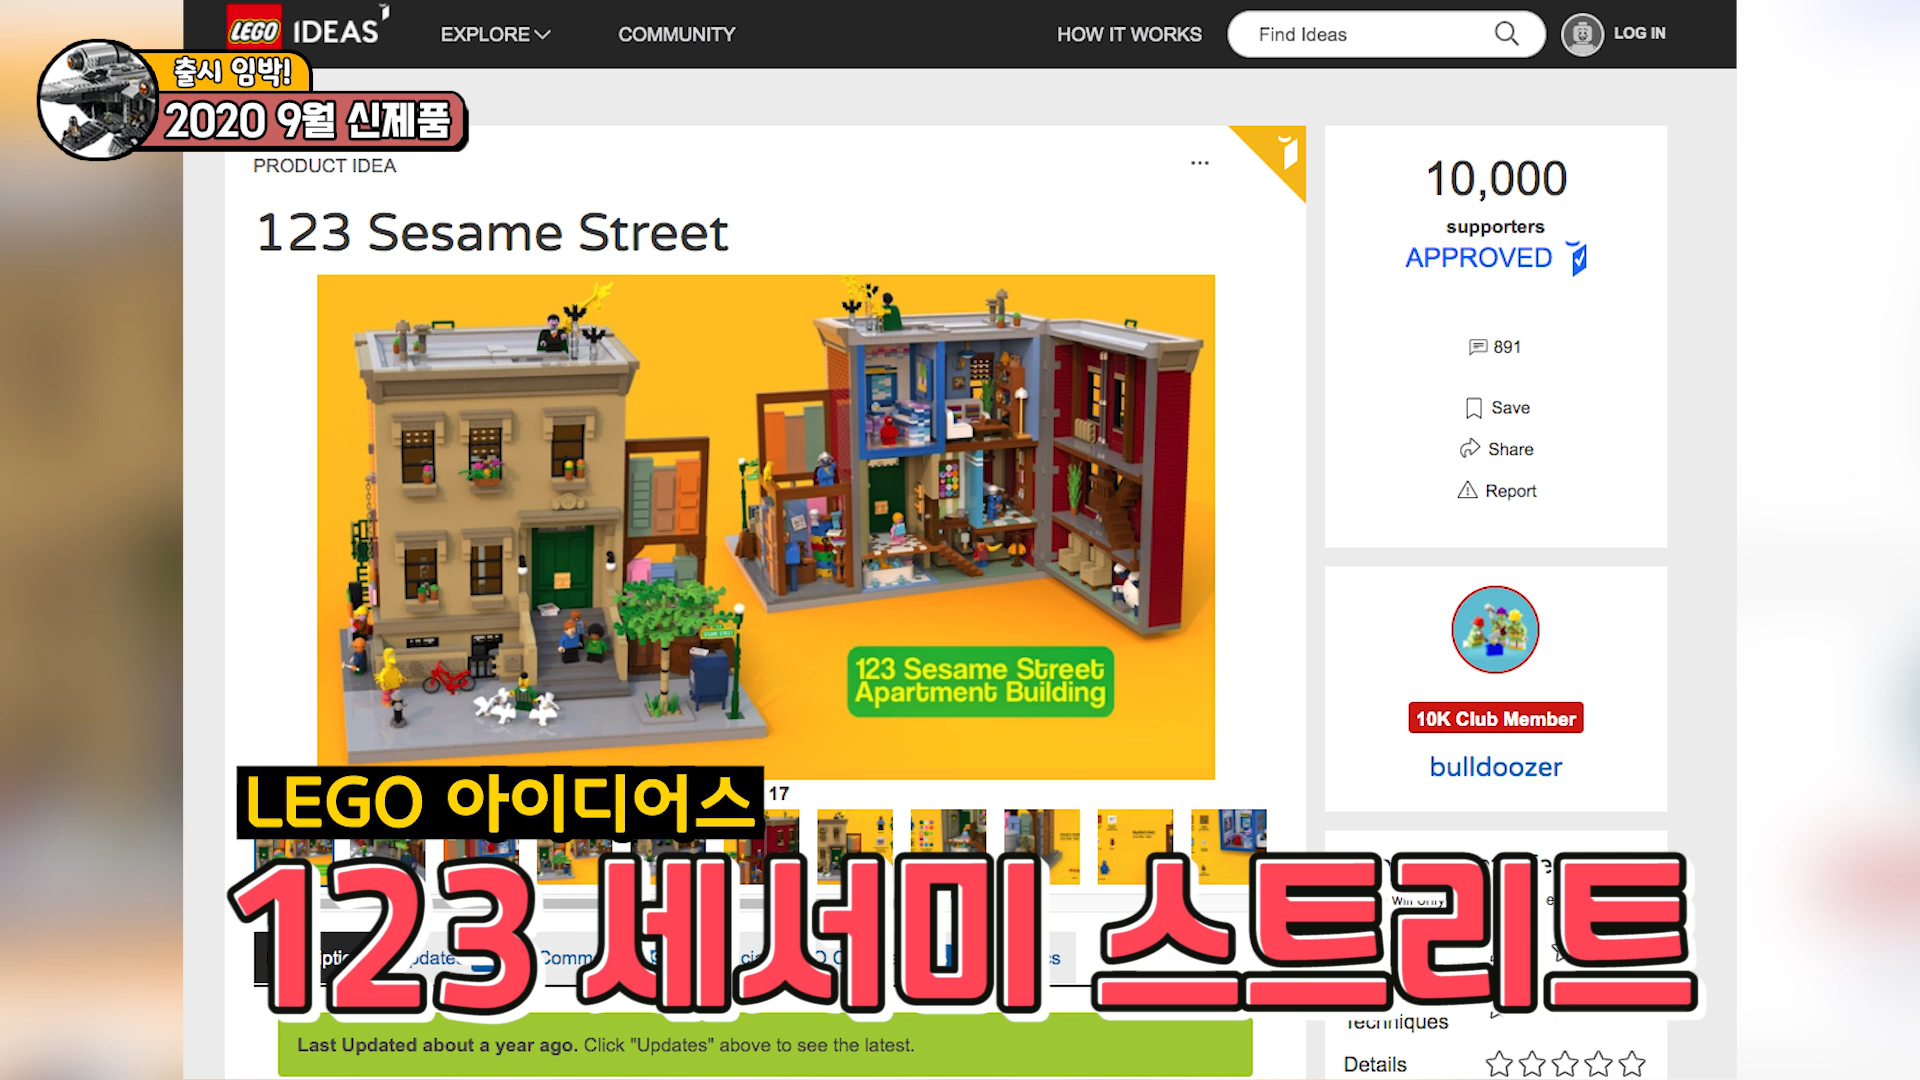 LEGO IDEAS
EXPLORE
COMMUNITY
HOW IT WORKS
Find Ideas
LOG IN
출시 임박!
2020 9월 신제품
PRODUCT IDEA
...
123 Sesame Street
123 Sesame Street
Apartment Building
10,000
supporters
APPROVED
891
Save
Share
Report
10K Club Member
bulldoozer
17
LEGO 아이디어스
123 세서미 스트리트
Last Updated about a year ago. Click "Updates" above to see the latest.
Techniques
Details